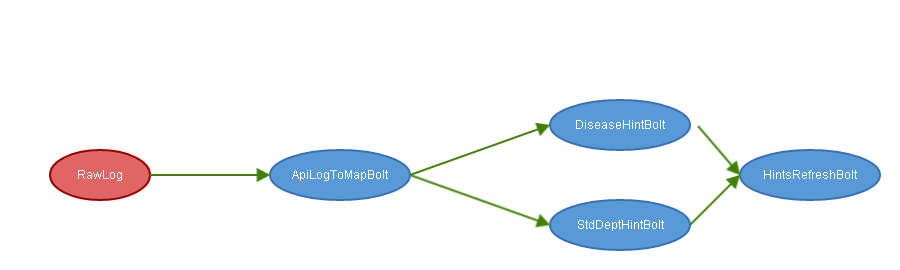 RawLog
ApiLogToMapBolt
DiseaseHintBolt
StdDeptHintBolt
HintsRefreshBolt